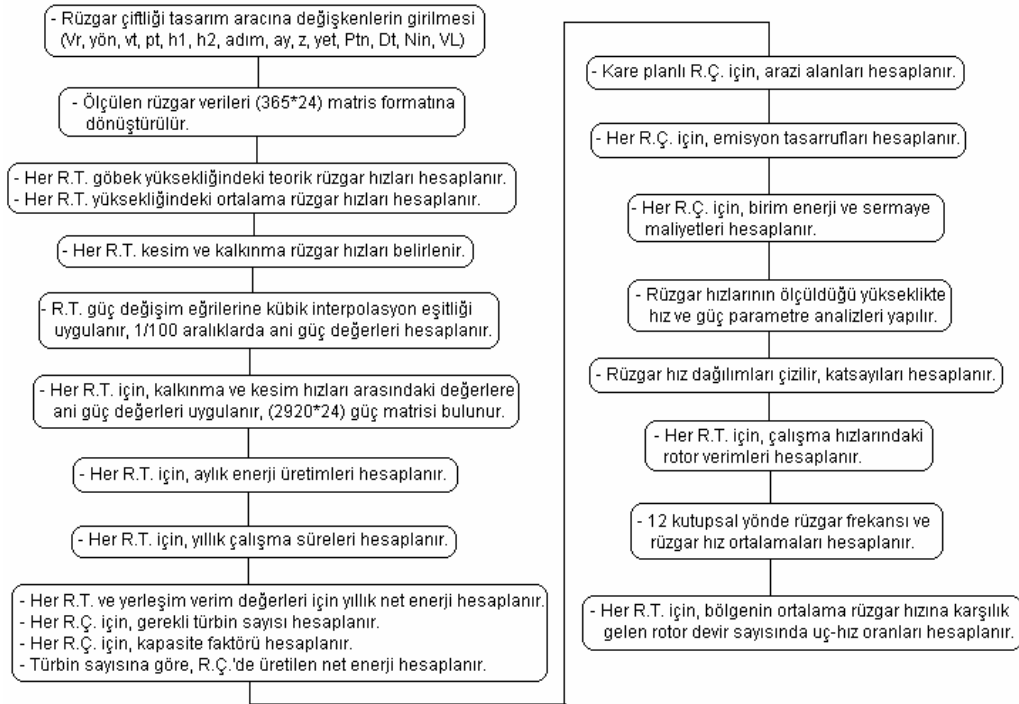 - Rüzgar çiftliği tasarım aracına değişkenlerin girilmesi
(Vr, yön, vt, pt, h1, h2, adım, ay, z, yet, Ptn, Dt, Nin, VL)
- Ölçülen rüzgar verileri (365*24) matris formatına
dönüştürülür.
- Her R.T. göbek yüksekliğindeki teorik rüzgar hızları hesaplanır.
- Her R.T. yüksekliğindeki ortalama rüzgar hızları hesaplanır.
- Her R.T. kesim ve kalkınma rüzgar hızları belirlenir.
- R.T. güç değişim eğrilerine kübik interpolasyon eşitliği
uygulanır, 1/100 aralıklarda ani güç değerleri hesaplanır.
- Her R.T. için, kalkınma ve kesim hızları arasındaki değerlere
ani güç değerleri uygulanır, (2920*24) güç matrisi bulunur.
- Her R.T. için, aylık enerji üretimleri hesaplanır.
- Her R.T. için, yıllık çalışma süreleri hesaplanır.
- Her R.T. ve yerleşim verim değerleri için yıllık net enerji hesaplanır.
- Her R.Ç. için, gerekli türbin sayısı hesaplanır.
- Her R.Ç. için, kapasite faktörü hesaplanır.
- Türbin sayısına göre, R.Ç.'de üretilen net enerji hesaplanır.
- Kare planlı R.Ç. için, arazi alanları hesaplanır.
- Her R.Ç. için, emisyon tasarrufları hesaplanır.
- Her R.Ç. için, birim enerji ve sermaye
maliyetleri hesaplanır.
- Rüzgar hızlarının ölçüldüğü yükseklikte
hız ve güç parametre analizleri yapılır.
- Rüzgar hız dağılımları çizilir, katsayıları hesaplanır.
- Her R.T. için, çalışma hızlarındaki
rotor verimleri hesaplanır.
- 12 kutupsal yönde rüzgar frekansı ve
rüzgar hız ortalamaları hesaplanır.
- Her R.T. için, bölgenin ortalama rüzgar hızına karşılık
gelen rotor devir sayısında uç-hız oranları hesaplanır.